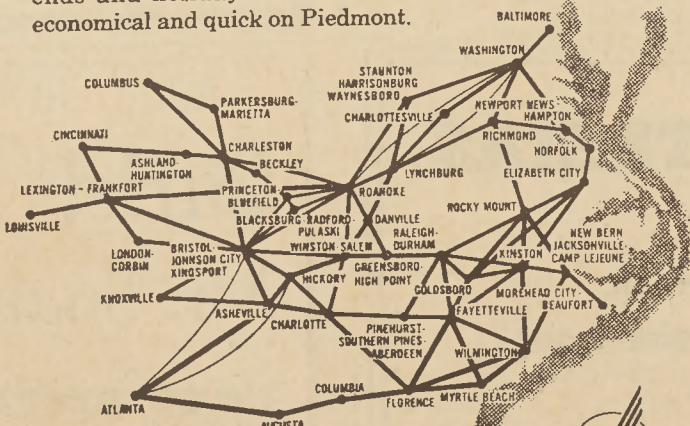 economical and quick on Piedmont.
BALTIMORE
WASHINGTON
STAUNTON
HARRISONBURG
WAYNESBORO
COLUMBUS
PARKERSBURG-
MARIETTA
CHARLOTTESVILLE
NEWPORT NEWS-
HAMPTON
RICHMOND
NORFOLK
CINCINNATI
CHARLESTON
ASHLAND-
HUNTINGTON
BECKLEY
LYNCHBURG
ELIZABETH CITY
LEXINGTON - FRANKFORT
PRINCETON
BLUEFIELD
ROANOKE
LOUISVILLE
BLACKSBURG-RADFORD-
PULASKI
DANVILLE
ROCKY MOUNT
LONDON-
CORBIN
BRISTOL-
JOHNSON CITY
KINGSPORT
WINSTON-SALEM
RALEIGH-
DURHAM
NEW BERN
JACKSONVILLE-
CAMP LEJEUNE
GREENSBORO-
HIGH POINT
KINSTON
HICKORY
GOLDSBORO
MOREHEAD CITY-
BEAUFORT
KNOXVILLE
ASHEVILLE
CHARLOTTE
FAYETTEVILLE
PINEHURST-
SOUTHERN PINES-
ABERDEEN
WILMINGTON
COLUMBIA
FLORENCE
MYRTLE BEACH
ATLANTA
AUGUSTA